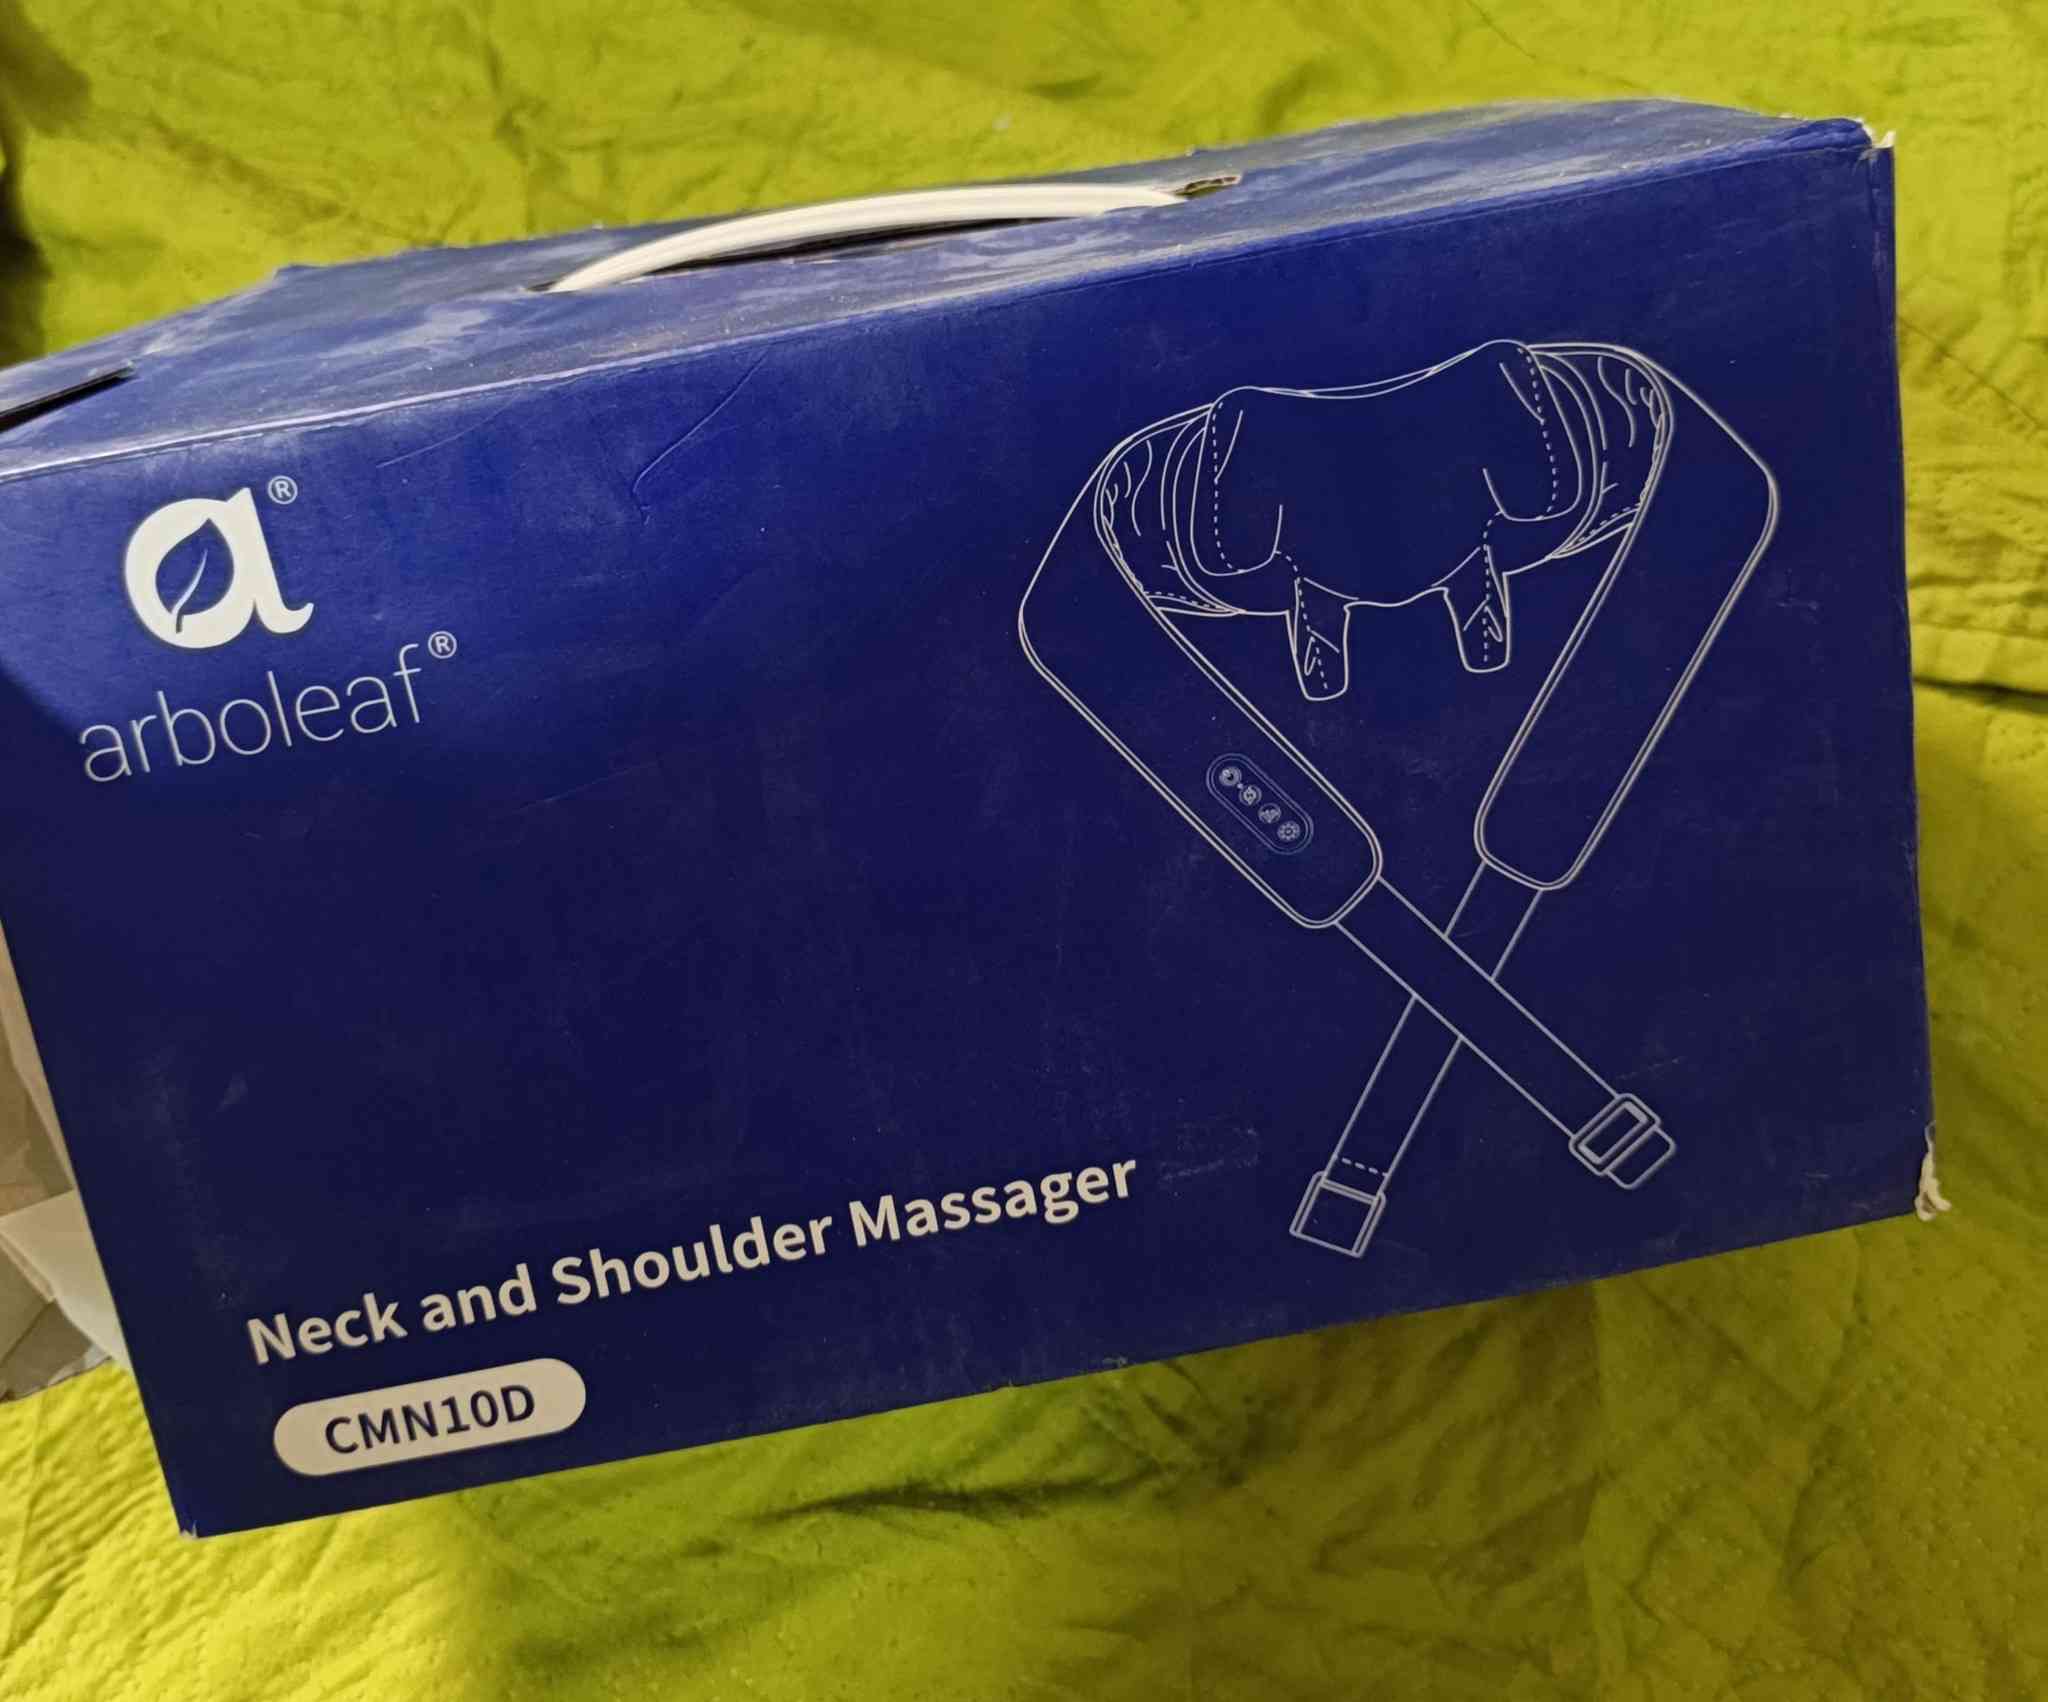 a®
arboleaf®
Neck and Shoulder Massager
CMN10D